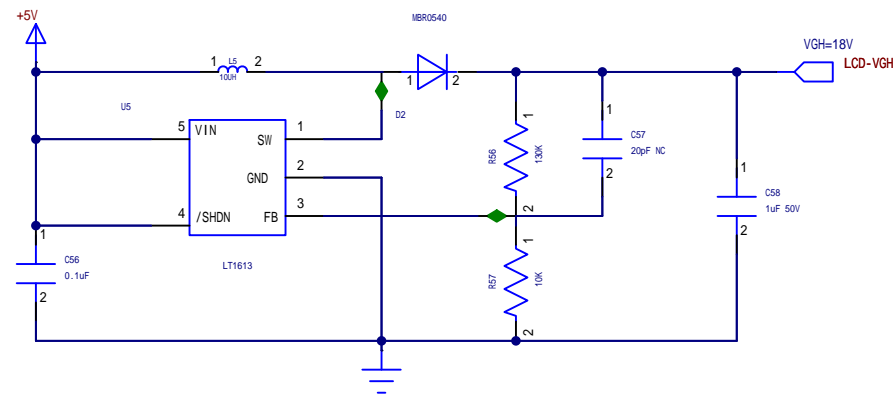 +5V
MBR0540
VGH=18V
LCD-VGH
1 L5 2
10UH
1 2
U5
D2
5 VIN
SW 1
GND 2
4 /SHDN
FB 3
LT1613
1
C56
0.1uF
2
1
R56
130K
2
1
C57
20pF NC
2
1
R57
10K
2
1
C58
1uF 50V
2